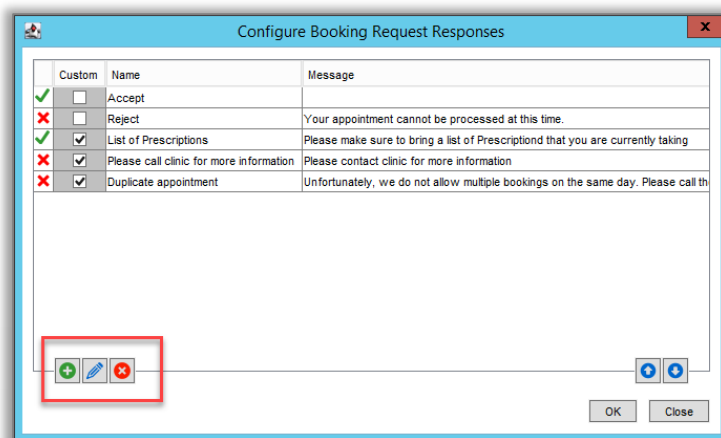 Configure Booking Request Responses
x
Custom Name Message
Accept
Reject Your appointment cannot be processed at this time.
List of Prescriptions Please make sure to bring a list of Prescriptiond that you are currently taking
Please call clinic for more information Please contact clinic for more information
Duplicate appointment Unfortunately, we do not allow multiple bookings on the same day. Please call th
OK Close